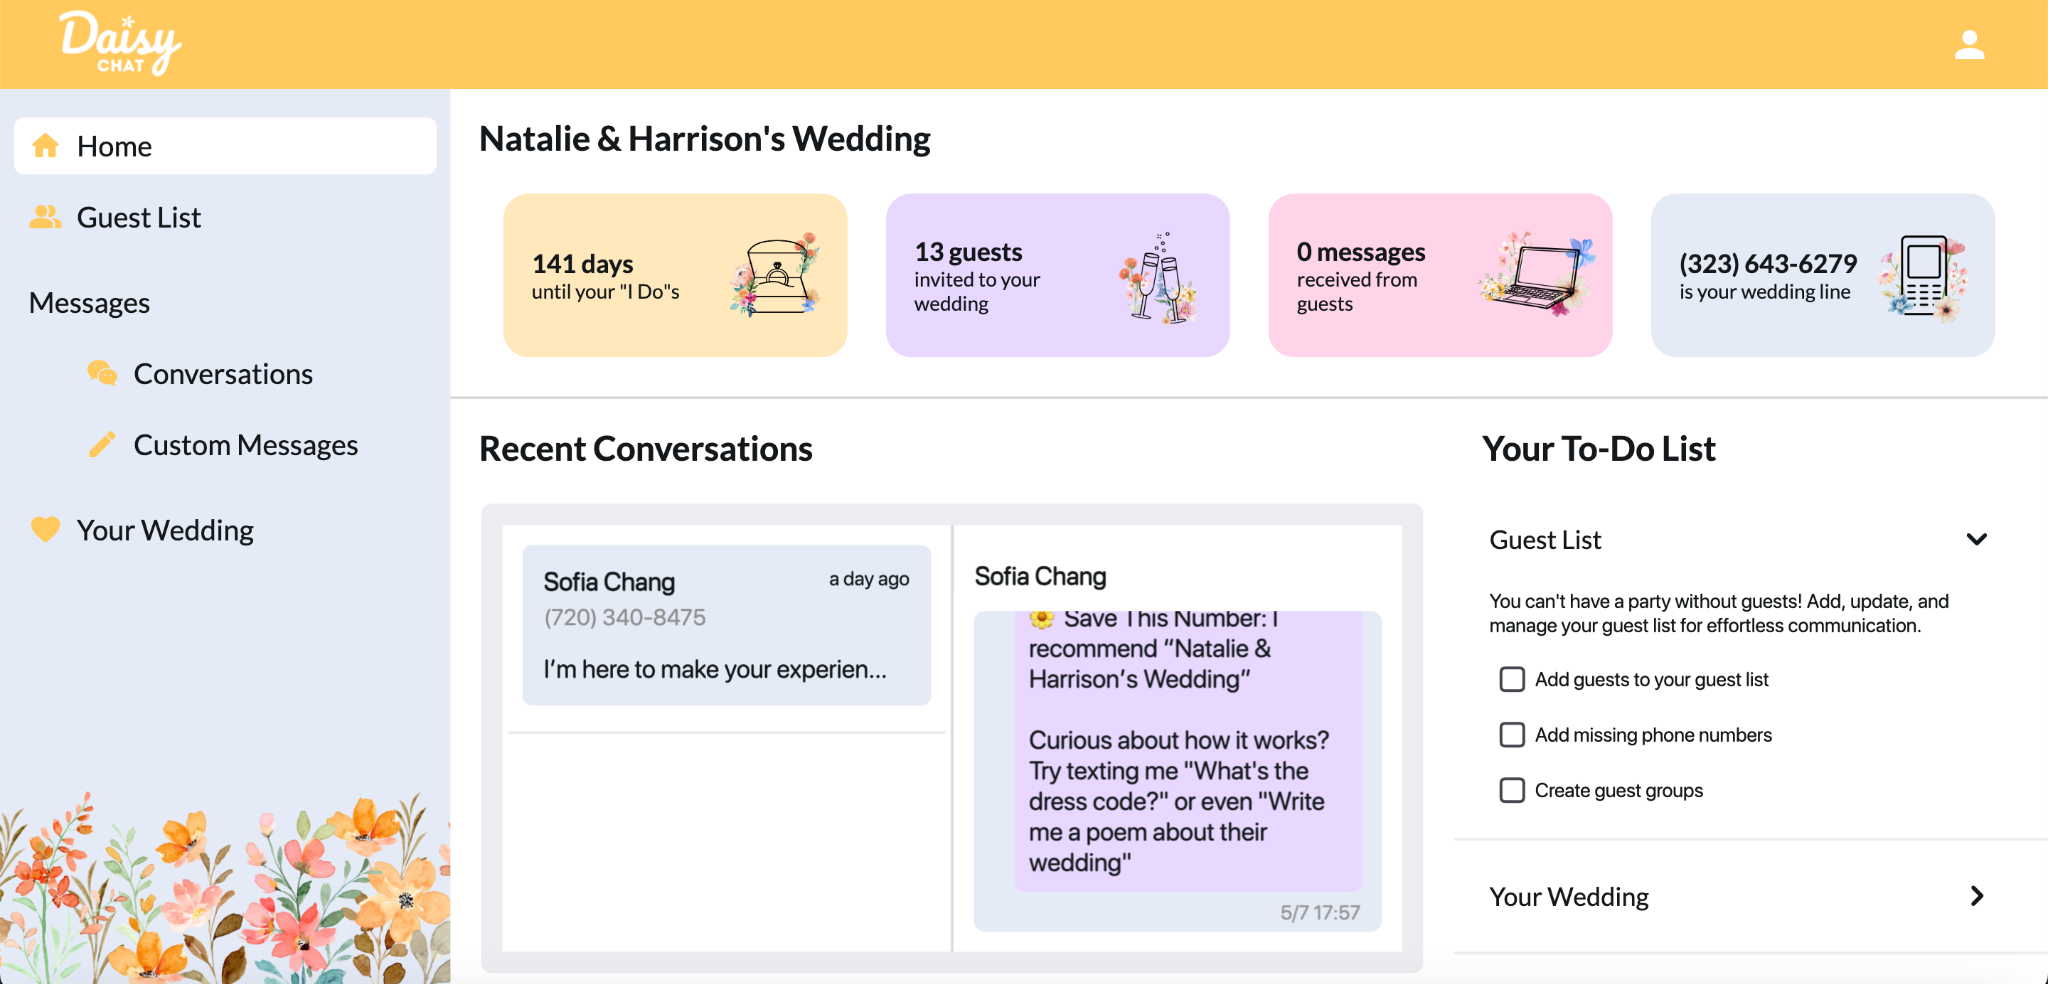 Daisy
CHAT
Home
Guest List
Messages
Conversations
Custom Messages
Your Wedding
Natalie & Harrison's Wedding
141 days
until your "I Do"s
13 guests
invited to your
wedding
0 messages
received from
guests
(323) 643-6279
is your wedding line
Recent Conversations
Sofia Chang
a day ago
(720) 340-8475
I’m here to make your experien...
Sofia Chang
🌼 Save This Number: I
recommend “Natalie &
Harrison’s Wedding”
Curious about how it works?
Try texting me "What's the
dress code?" or even "Write
me a poem about their
wedding"
5/7 17:57
Your To-Do List
Guest List
You can't have a party without guests! Add, update, and
manage your guest list for effortless communication.
Add guests to your guest list
Add missing phone numbers
Create guest groups
Your Wedding